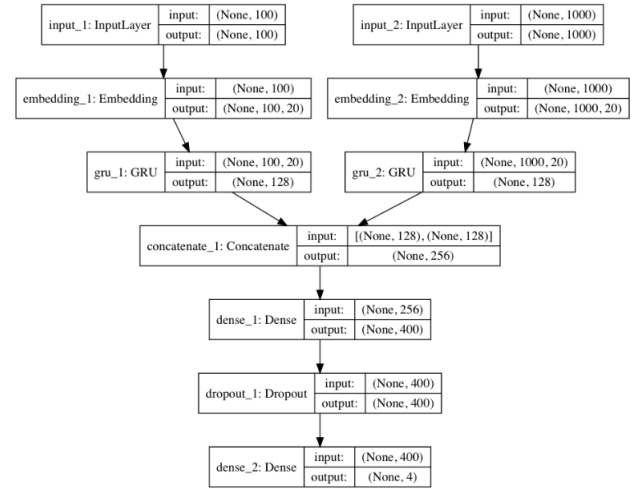 input_1: InputLayer
input: (None, 100)
output: (None, 100)
input_2: InputLayer
input: (None, 1000)
output: (None, 1000)
embedding_1: Embedding
input: (None, 100)
output: (None, 100, 20)
embedding_2: Embedding
input: (None, 1000)
output: (None, 1000, 20)
gru_1: GRU
input: (None, 100, 20)
output: (None, 128)
gru_2: GRU
input: (None, 1000, 20)
output: (None, 128)
concatenate_1: Concatenate
input: [(None, 128), (None, 128)]
output: (None, 256)
dense_1: Dense
input: (None, 256)
output: (None, 400)
dropout_1: Dropout
input: (None, 400)
output: (None, 400)
dense_2: Dense
input: (None, 400)
output: (None, 4)